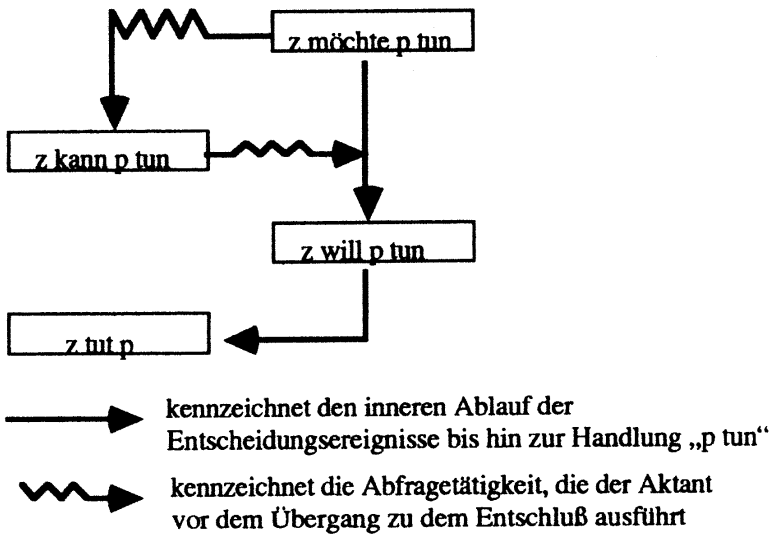 z möchte p tun
z kann p tun
z will p tun
z tut p
kennzeichnet den inneren Ablauf der
Entscheidungsereignisse bis hin zur Handlung „p tun“
kennzeichnet die Abfragetätigkeit, die der Aktant
vor dem Übergang zu dem Entschluß ausführt